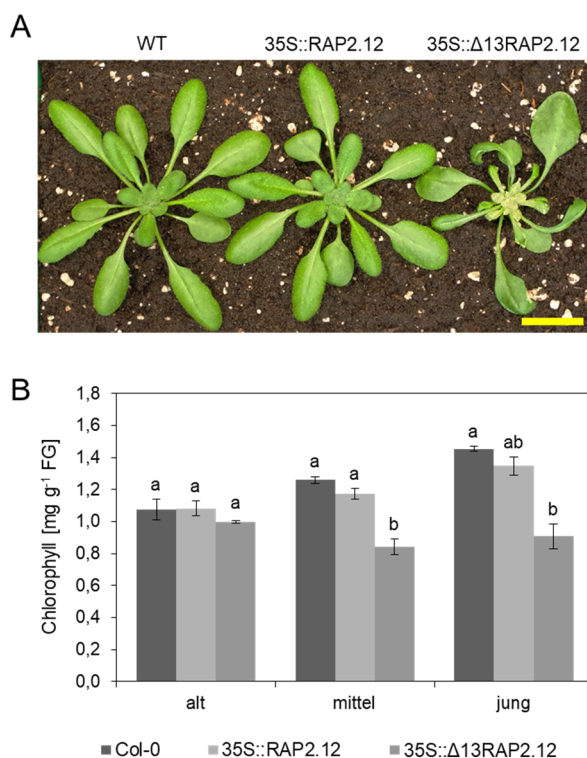 A
WT 35S::RAP2.12 35S::Δ13RAP2.12
B
Chlorophyll [mg g⁻¹ FG]
1,8
1,6
1,4
1,2
1,0
0,8
0,6
0,4
0,2
0,0
a a a
a a b
a ab b
alt mittel jung
Col-0 35S::RAP2.12 35S::Δ13RAP2.12